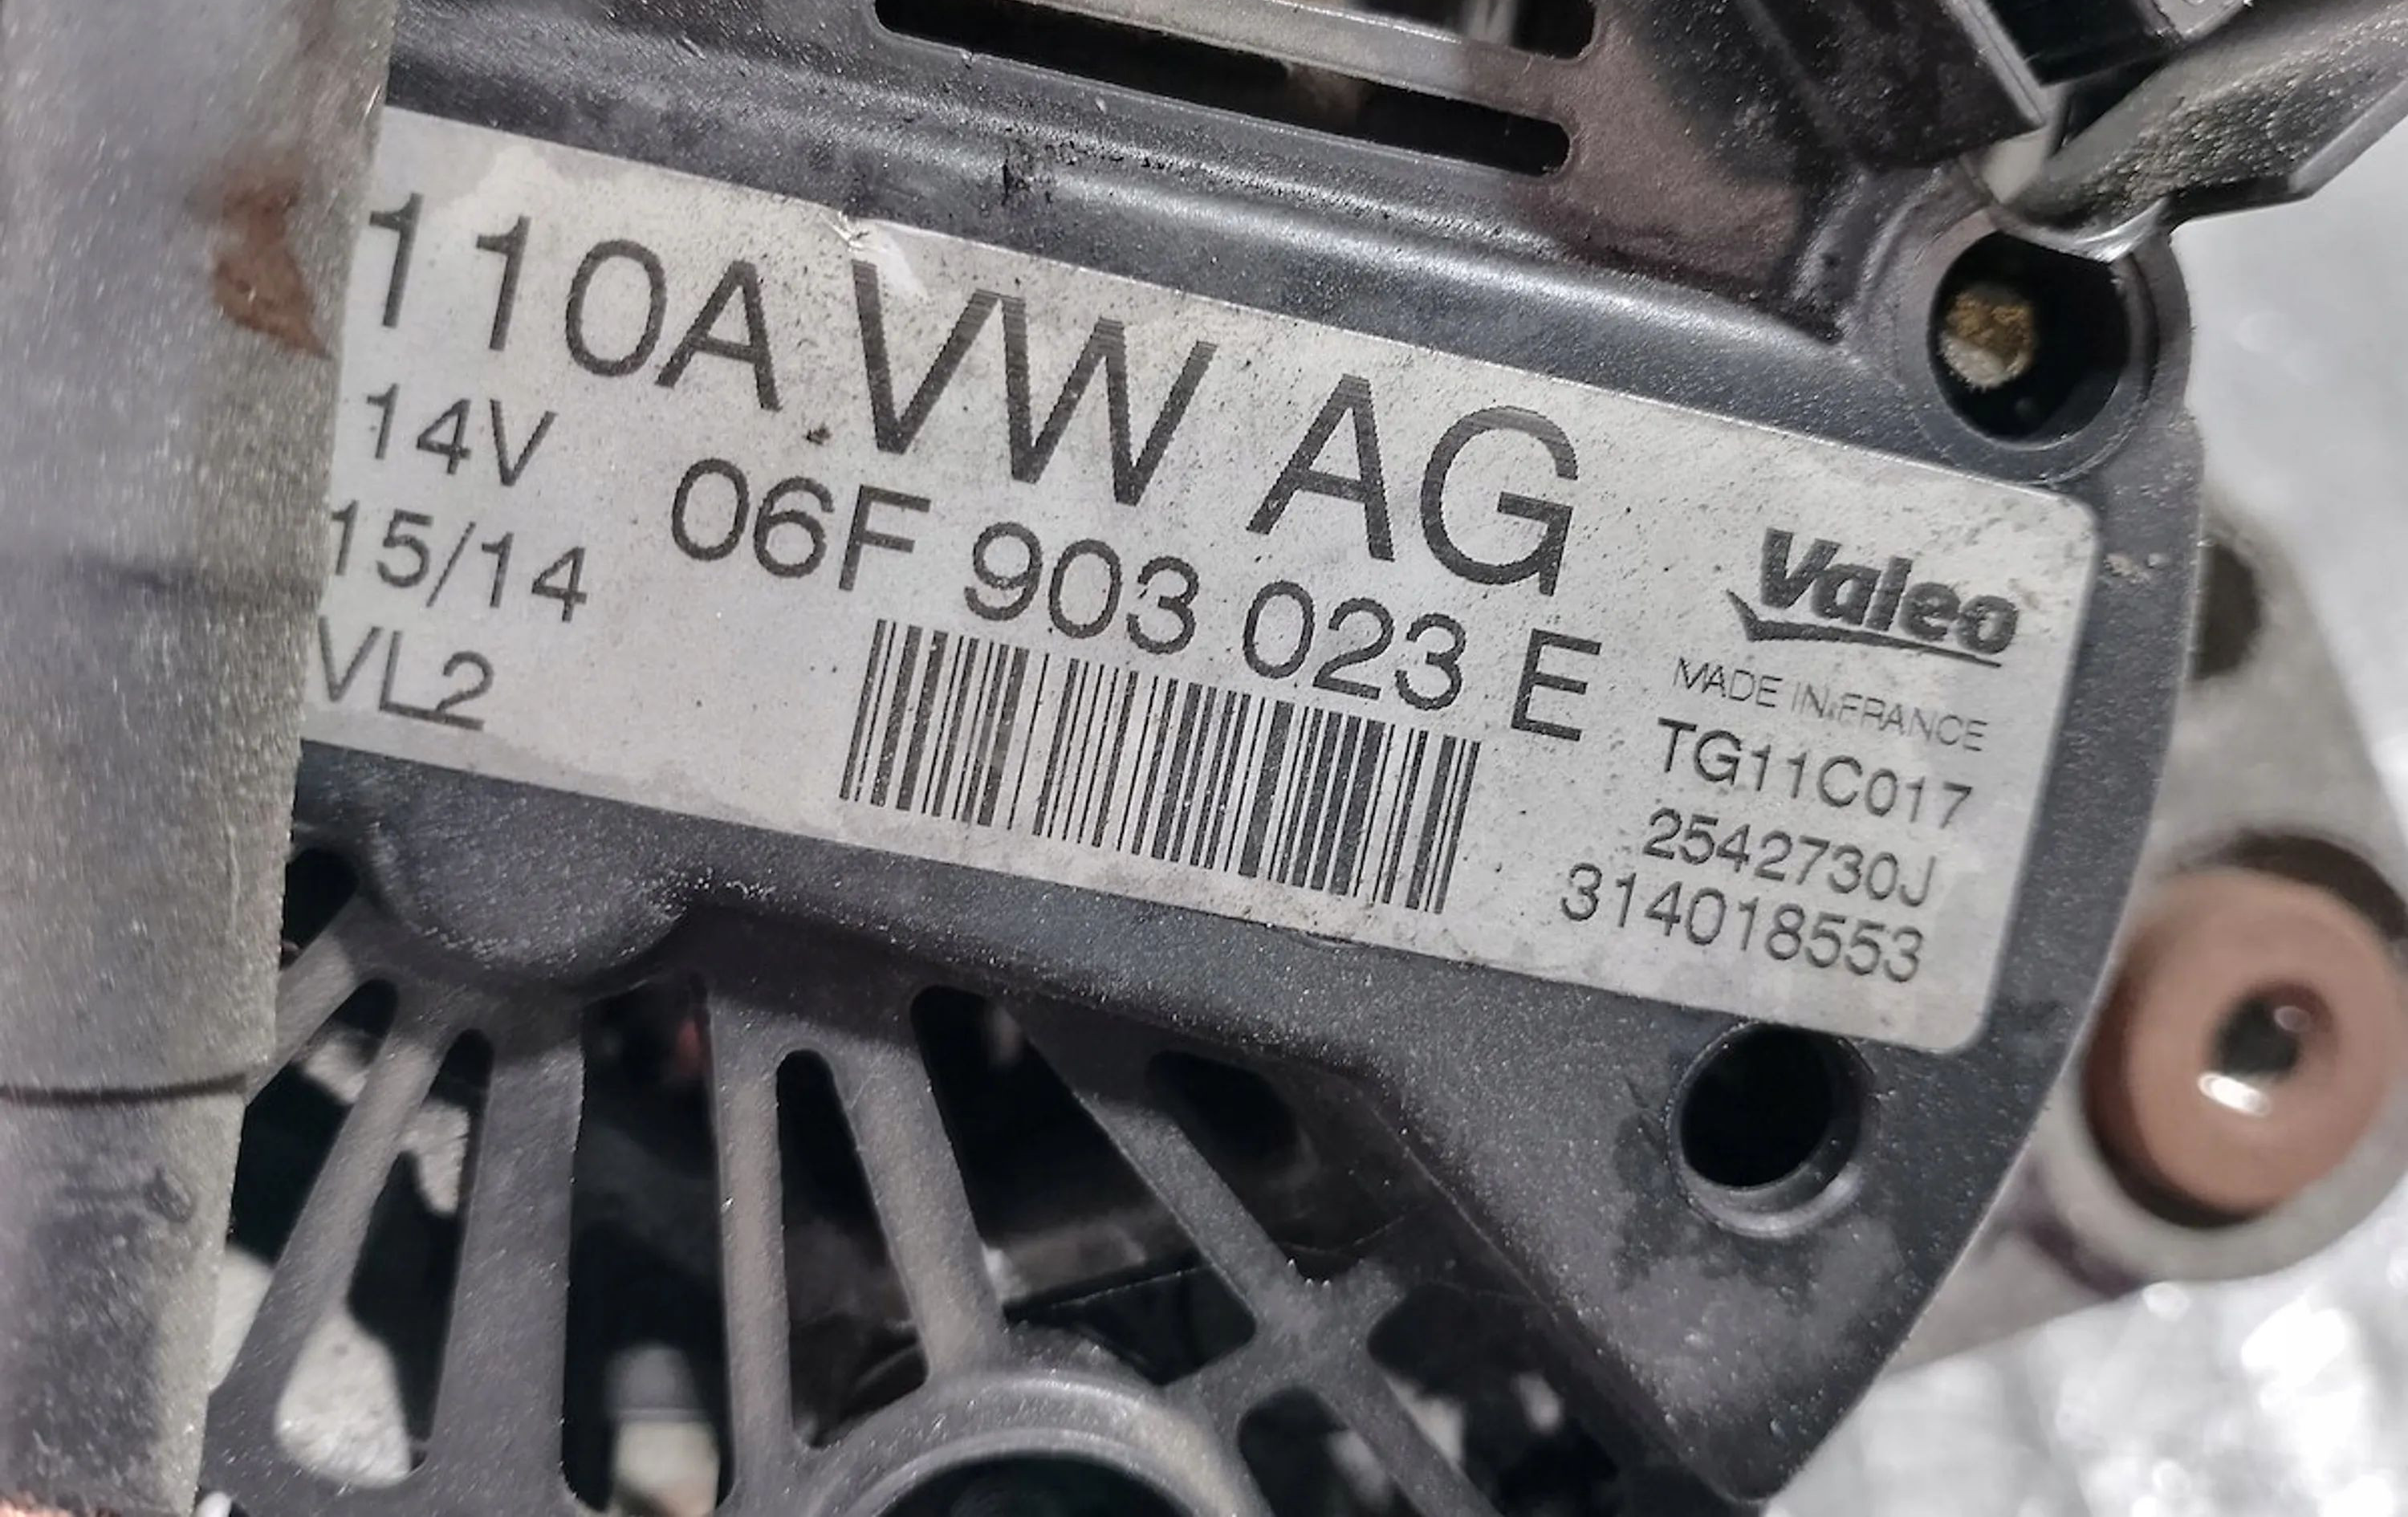 110A VW AG
14V 06F 903 023 E
15/14
VL2
Valeo
MADE IN FRANCE
TG11C017
2542730J
314018553